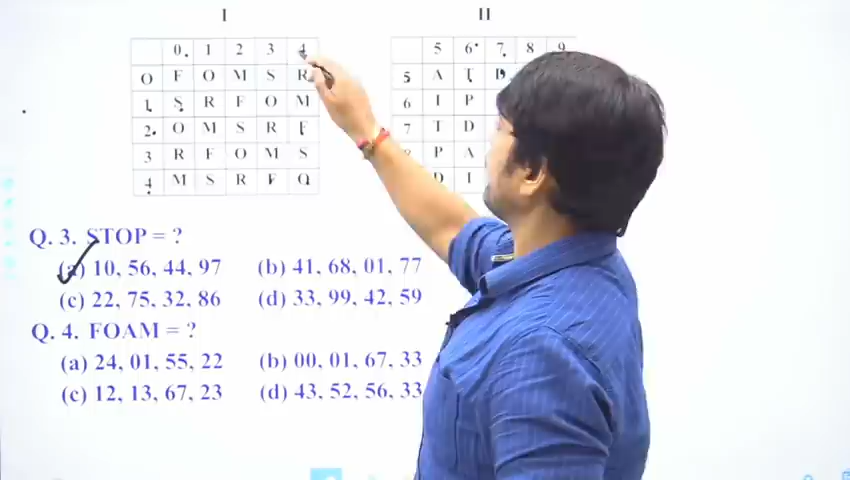 I II
0 1 2 3 4
0 F O M S R
1 S R F O M
2 O M S R F
3 R F O M S
4 M S R F O
5 6 7 8 9
5 A T
6 I P
7 T D
P A
D I
Q. 3. STOP = ?
(a) 10, 56, 44, 97 (b) 41, 68, 01, 77
(c) 22, 75, 32, 86 (d) 33, 99, 42, 59
Q. 4. FOAM = ?
(a) 24, 01, 55, 22 (b) 00, 01, 67, 33
(c) 12, 13, 67, 23 (d) 43, 52, 56, 33